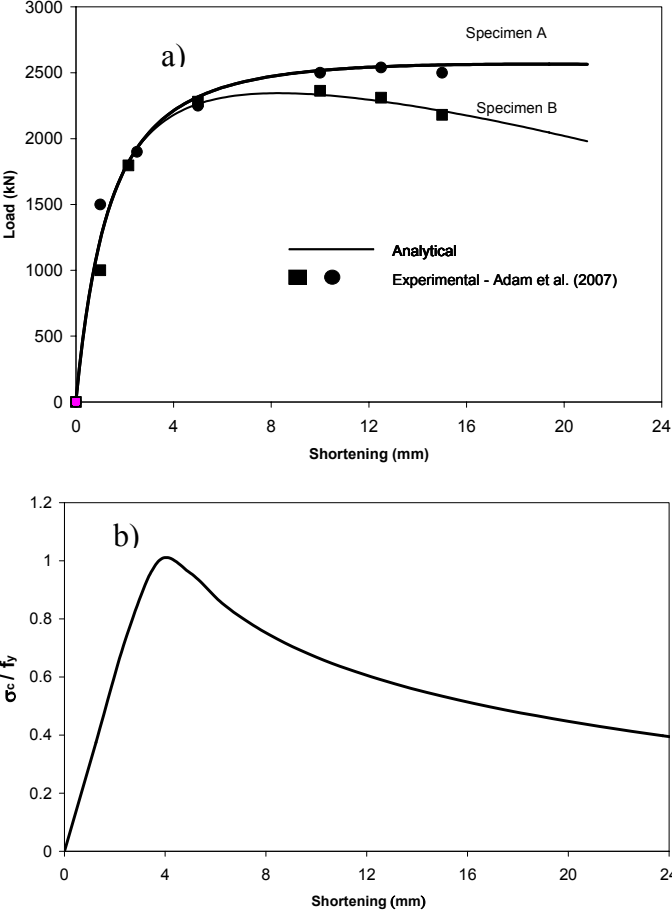 3000
a)
Specimen A
2500
Specimen B
2000
Load (kN)
1500
Analytical
1000
Experimental - Adam et al. (2007)
500
0
0 4 8 12 16 20 24
Shortening (mm)
1.2
b)
1
0.8
σc / fy
0.6
0.4
0.2
0
0 4 8 12 16 20
Shortening (mm)